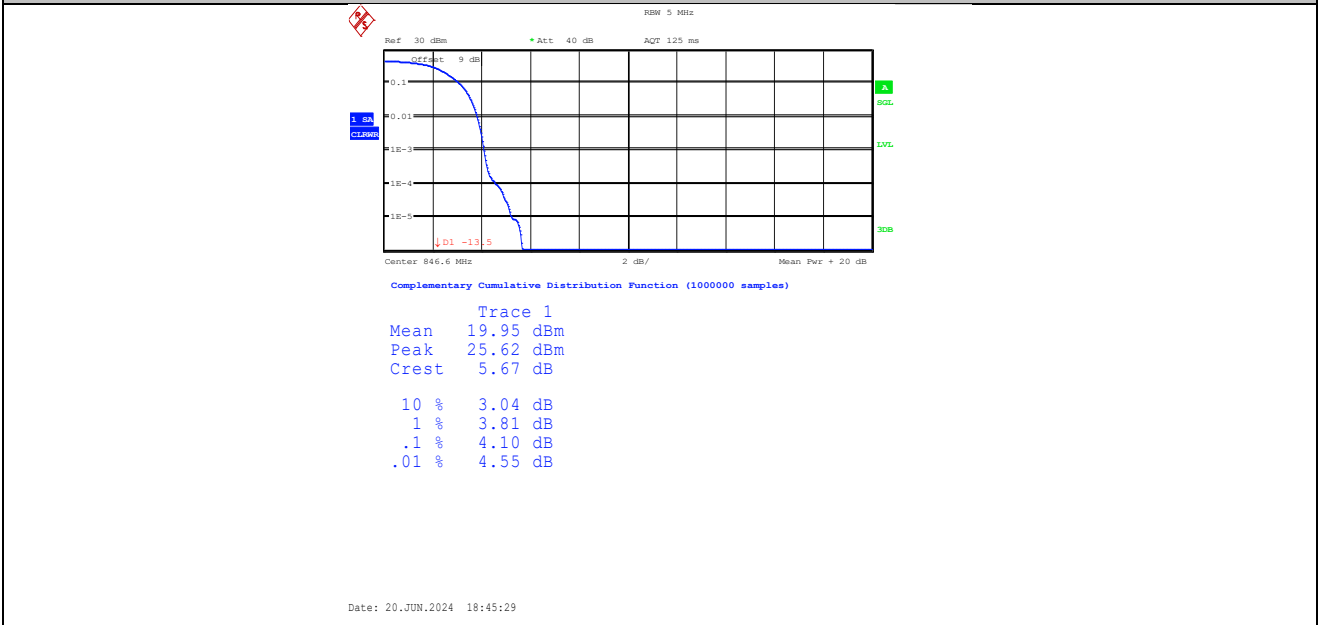 RBW 5 MHz
Ref 30 dBm * Att 40 dB AQT 125 ms
Offset 9 dB
0.1
0.01
1E-3
1E-4
1E-5
A
SGL
1 SA
CLRWR
LVL
3DB
D1 -13.5
Center 846.6 MHz 2 dB/ Mean Pwr + 20 dB
Complementary Cumulative Distribution Function (1000000 samples)
Trace 1
Mean 19.95 dBm
Peak 25.62 dBm
Crest 5.67 dB
10 % 3.04 dB
1 % 3.81 dB
.1 % 4.10 dB
.01 % 4.55 dB
Date: 20.JUN.2024 18:45:29